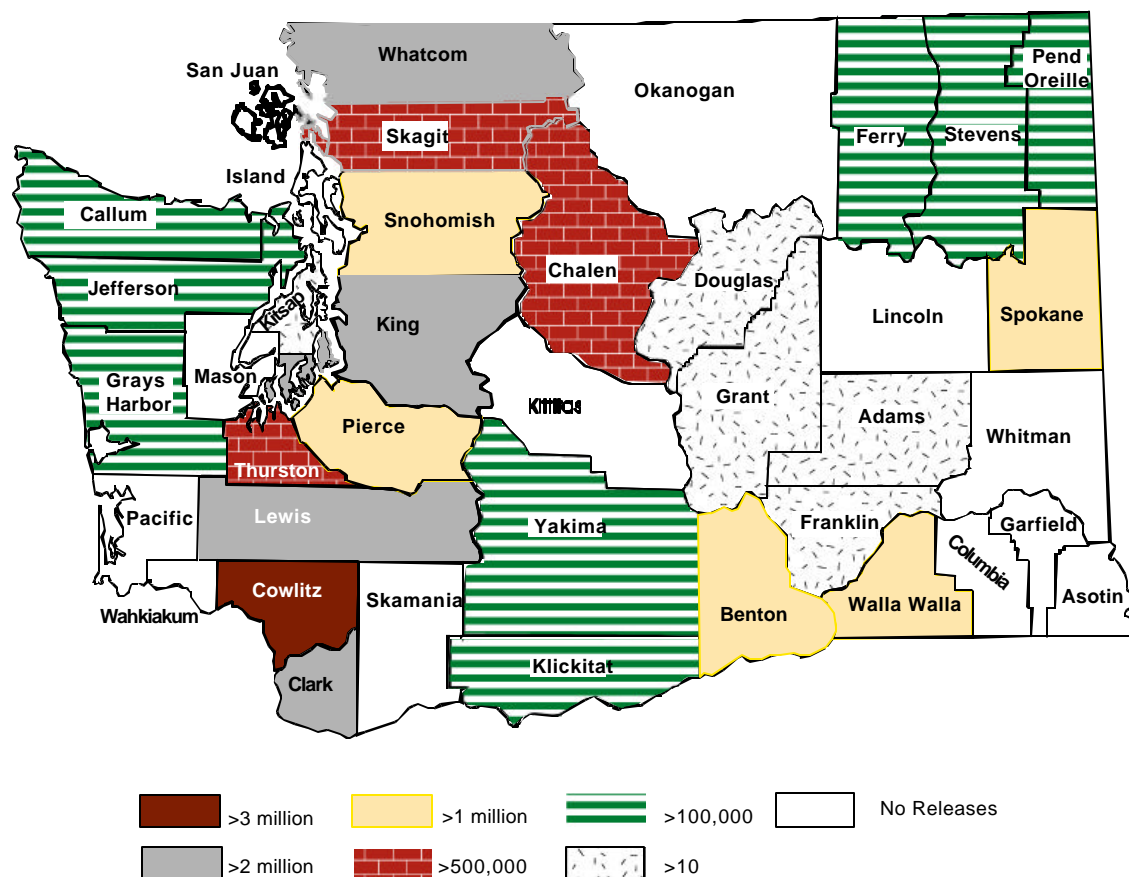 Whatcom
San Juan
Okanogan
Pend
Oreille
Skagit
Ferry
Stevens
Island
Callum
Snohomish
Chalen
Douglas
Jefferson
Kitsap
King
Lincoln
Spokane
Mason
Grays
Harbor
Kittitas
Grant
Adams
Pierce
Whitman
Thurston
Pacific
Lewis
Yakima
Franklin
Garfield
Columbia
Cowlitz
Skamania
Wahkiakum
Benton
Walla Walla
Asotin
Klickitat
Clark
>3 million
>1 million
>100,000
No Releases
>2 million
>500,000
>10